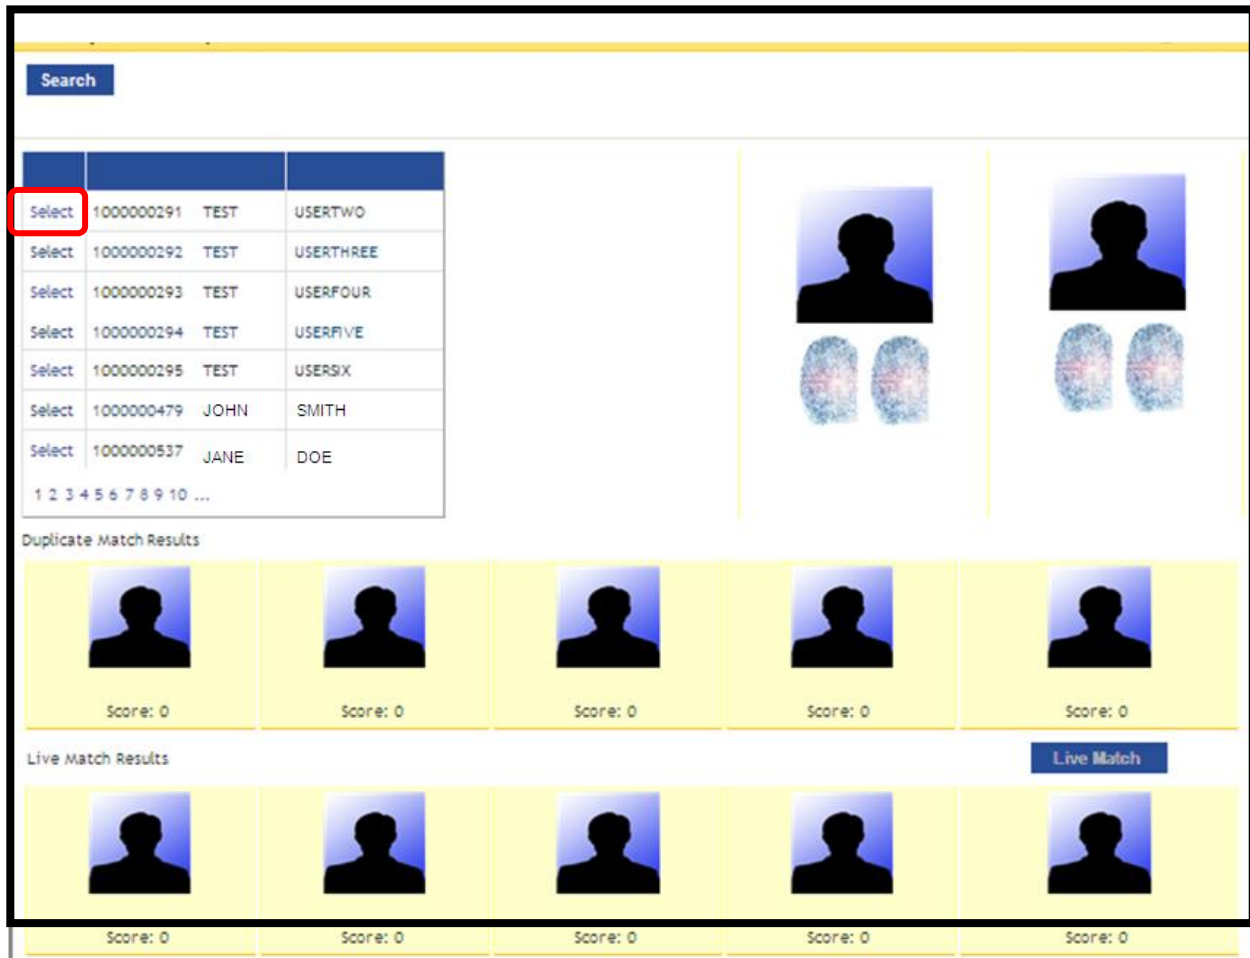 Search
Select 1000000291 TEST USERTWO
Select 1000000292 TEST USERTHREE
Select 1000000293 TEST USERFOUR
Select 1000000294 TEST USERFIVE
Select 1000000295 TEST USERSIX
Select 1000000479 JOHN SMITH
Select 1000000537 JANE DOE
1 2 3 4 5 6 7 8 9 10 ...
Duplicate Match Results
Score: 0 Score: 0 Score: 0 Score: 0 Score: 0
Live Match Results Live Match
Score: 0 Score: 0 Score: 0 Score: 0 Score: 0